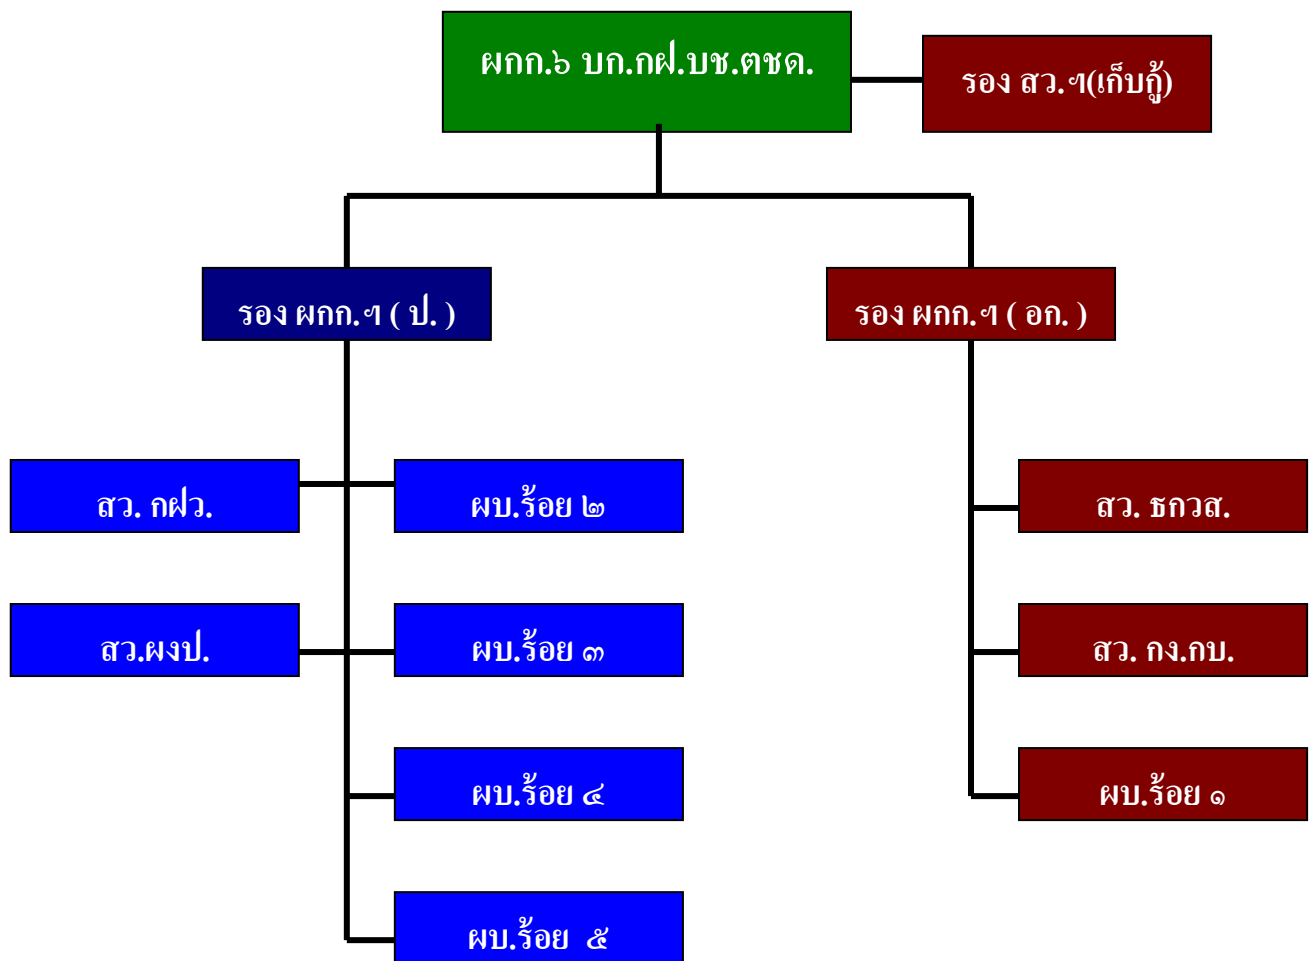 ผกก.๖ บก.กฝ.บช.ตชด.
รอง สว.ฯ(เก็บกู้)
รอง ผกก.ฯ ( ป. )
รอง ผกก.ฯ ( อก. )
สว. กฝว.
ผบ.ร้อย ๒
สว. ธกวส.
สว.ผงป.
ผบ.ร้อย ๓
สว. กง.กบ.
ผบ.ร้อย ๔
ผบ.ร้อย ๑
ผบ.ร้อย ๕